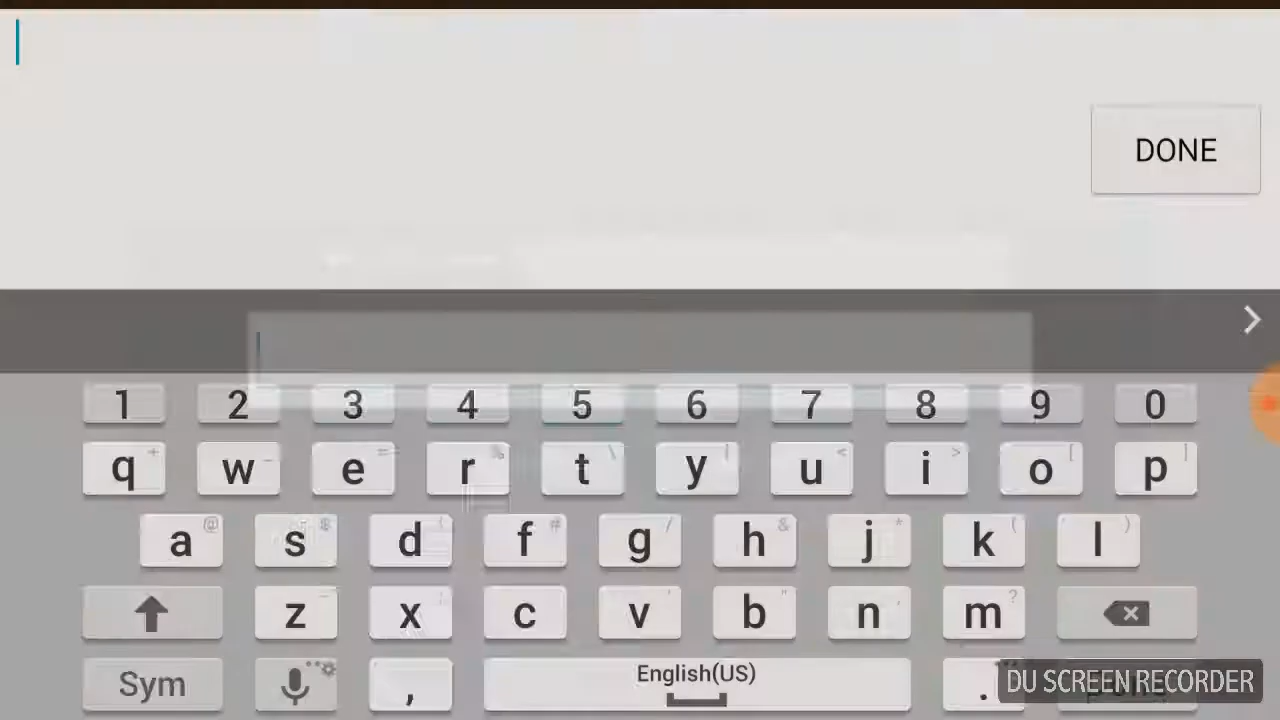 DONE
1 2 3 4 5 6 7 8 9 0
q + w e = r % t \ y | u < i > o [ p ]
a @ s $ d f # g / h & j * k ( l )
z x c v b " n m ?
Sym , English(US) .
DU SCREEN RECORDER